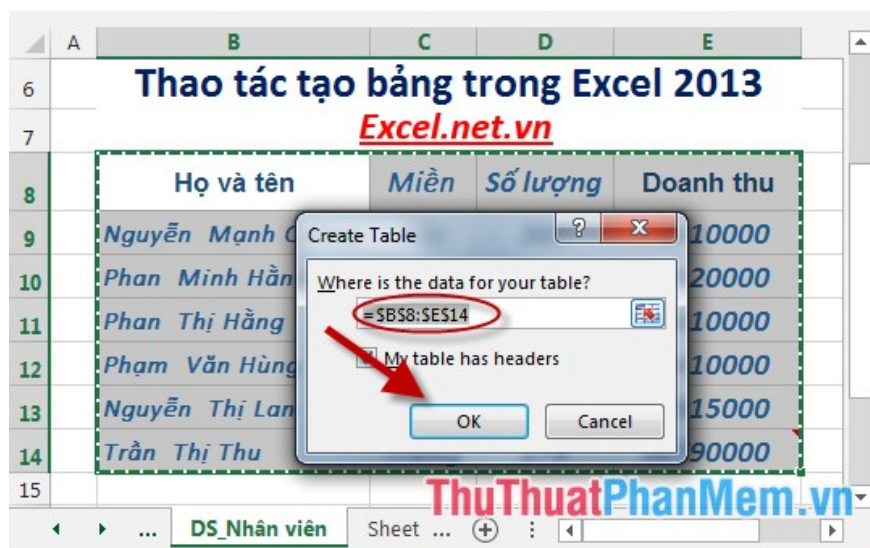 A B C D E
6 Thao tác tạo bảng trong Excel 2013
7 Excel.net.vn
8 Họ và tên Miền Số lượng Doanh thu
9 Nguyễn Mạnh 10000
Create Table
10 Phan Minh Hằn 20000
Where is the data for your table?
=$B$8:$E$14
11 Phan Thị Hằng 10000
My table has headers
12 Phạm Văn Hùng 10000
13 Nguyễn Thị Lan 15000
OK Cancel
14 Trần Thị Thu 90000
15
ThuThuatPhanMem.vn
... DS_Nhân viên Sheet ...